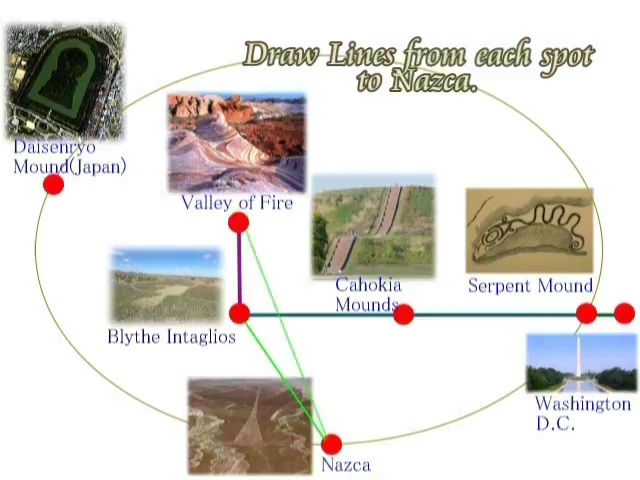 Draw Lines from each spot
to Nazca.
Daisenryo
Mound(Japan)
Valley of Fire
Cahokia
Mounds
Serpent Mound
Blythe Intaglios
Washington
D.C.
Nazca